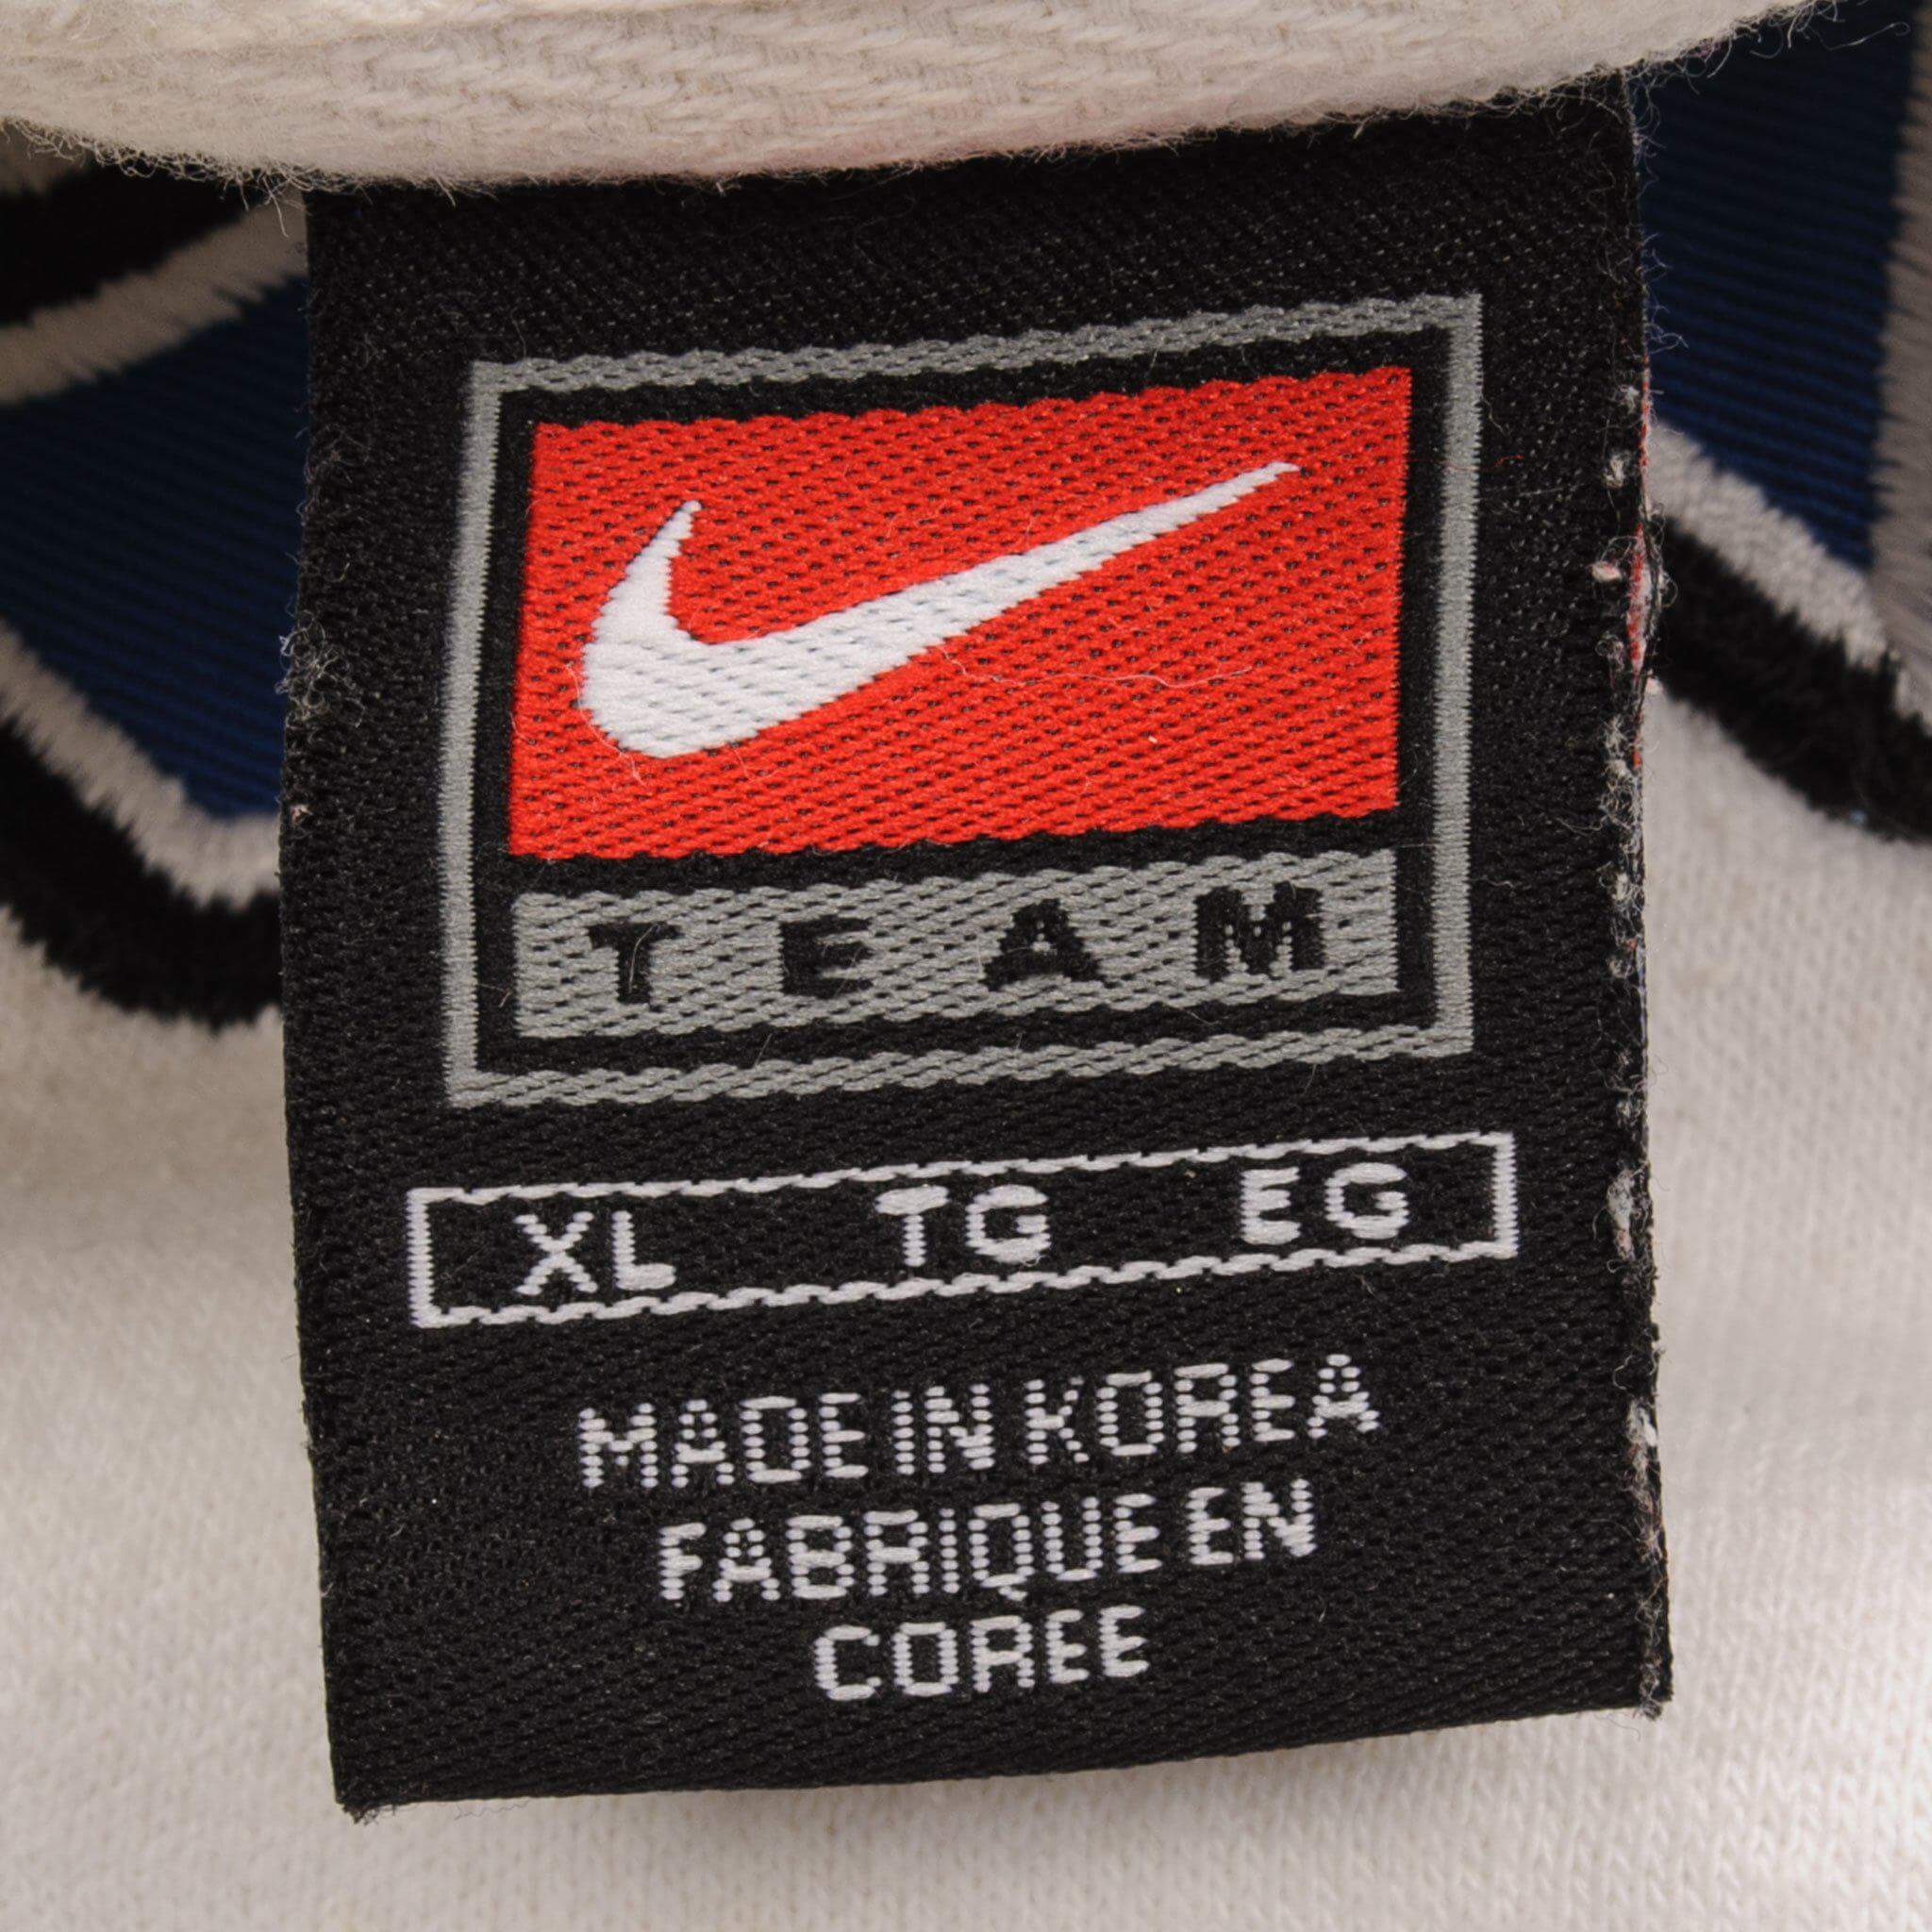 TEAM
XL TG EG
MADE IN KOREA
FABRIQUE EN
COREE